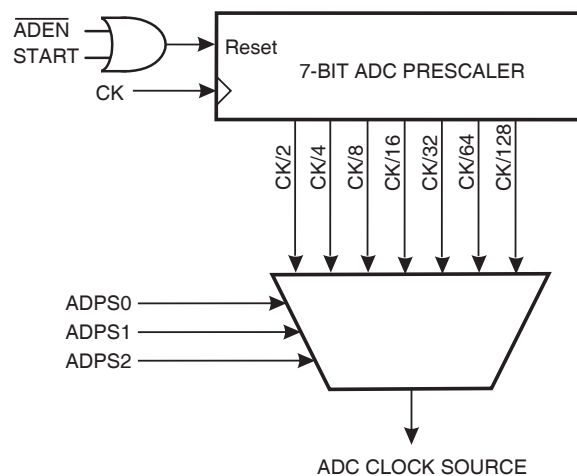 ADEN
START
Reset
7-BIT ADC PRESCALER
CK
CK/2
CK/4
CK/8
CK/16
CK/32
CK/64
CK/128
ADPS0
ADPS1
ADPS2
ADC CLOCK SOURCE